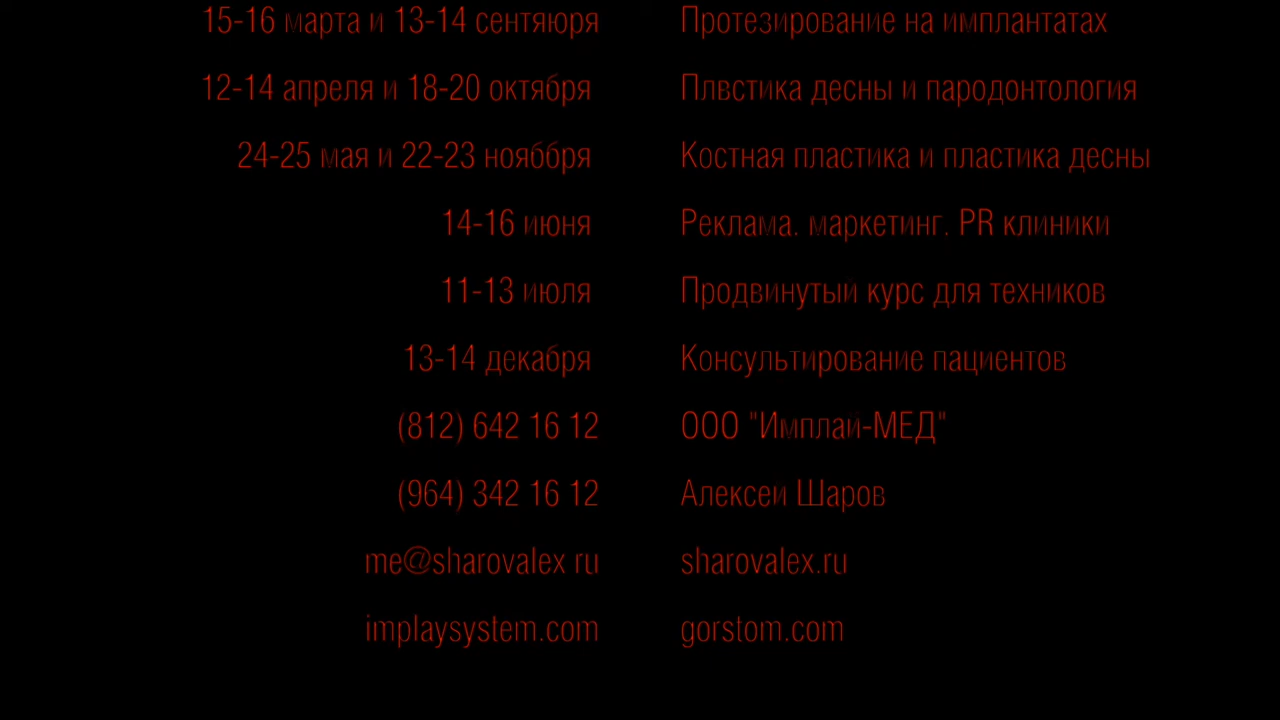 15-16 марта и 13-14 сентяюря Протезирование на имплантатах
12-14 апреля и 18-20 октября Плвстика десны и пародонтология
24-25 мая и 22-23 нояббря Костная пластика и пластика десны
14-16 июня Реклама. маркетинг. PR клиники
11-13 июля Продвинутый курс для техников
13-14 декабря Консультирование пациентов
(812) 642 16 12 ООО "Имплай-МЕД"
(964) 342 16 12 Алексей Шаров
me@sharovalex ru sharovalex.ru
implaysystem.com gorstom.com